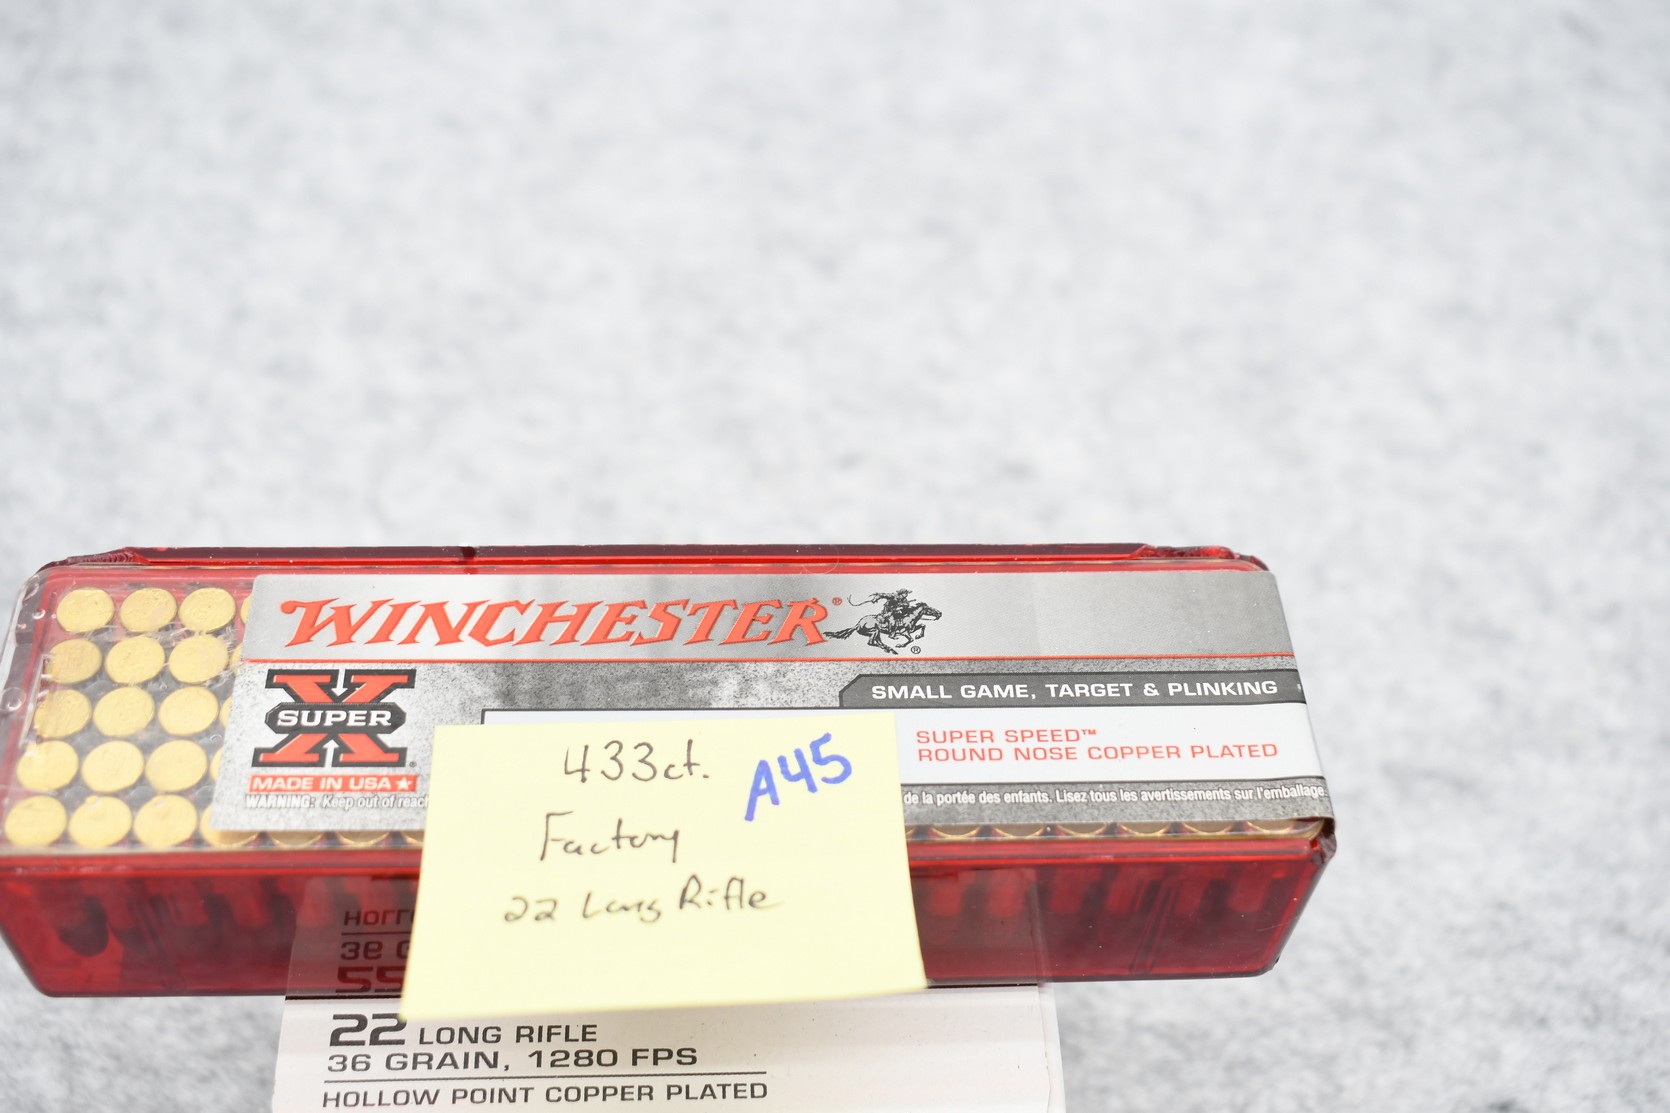 WINCHESTER®
®
SMALL GAME, TARGET & PLINKING
SUPER X®
SUPER SPEED™
ROUND NOSE COPPER PLATED
MADE IN USA
WARNING: Keep out of reach
de la portée des enfants. Lisez tous les avertissements sur l'emballage.
433ct.
A45
Factory
22 Long Rifle
22 LONG RIFLE
36 GRAIN, 1280 FPS
HOLLOW POINT COPPER PLATED